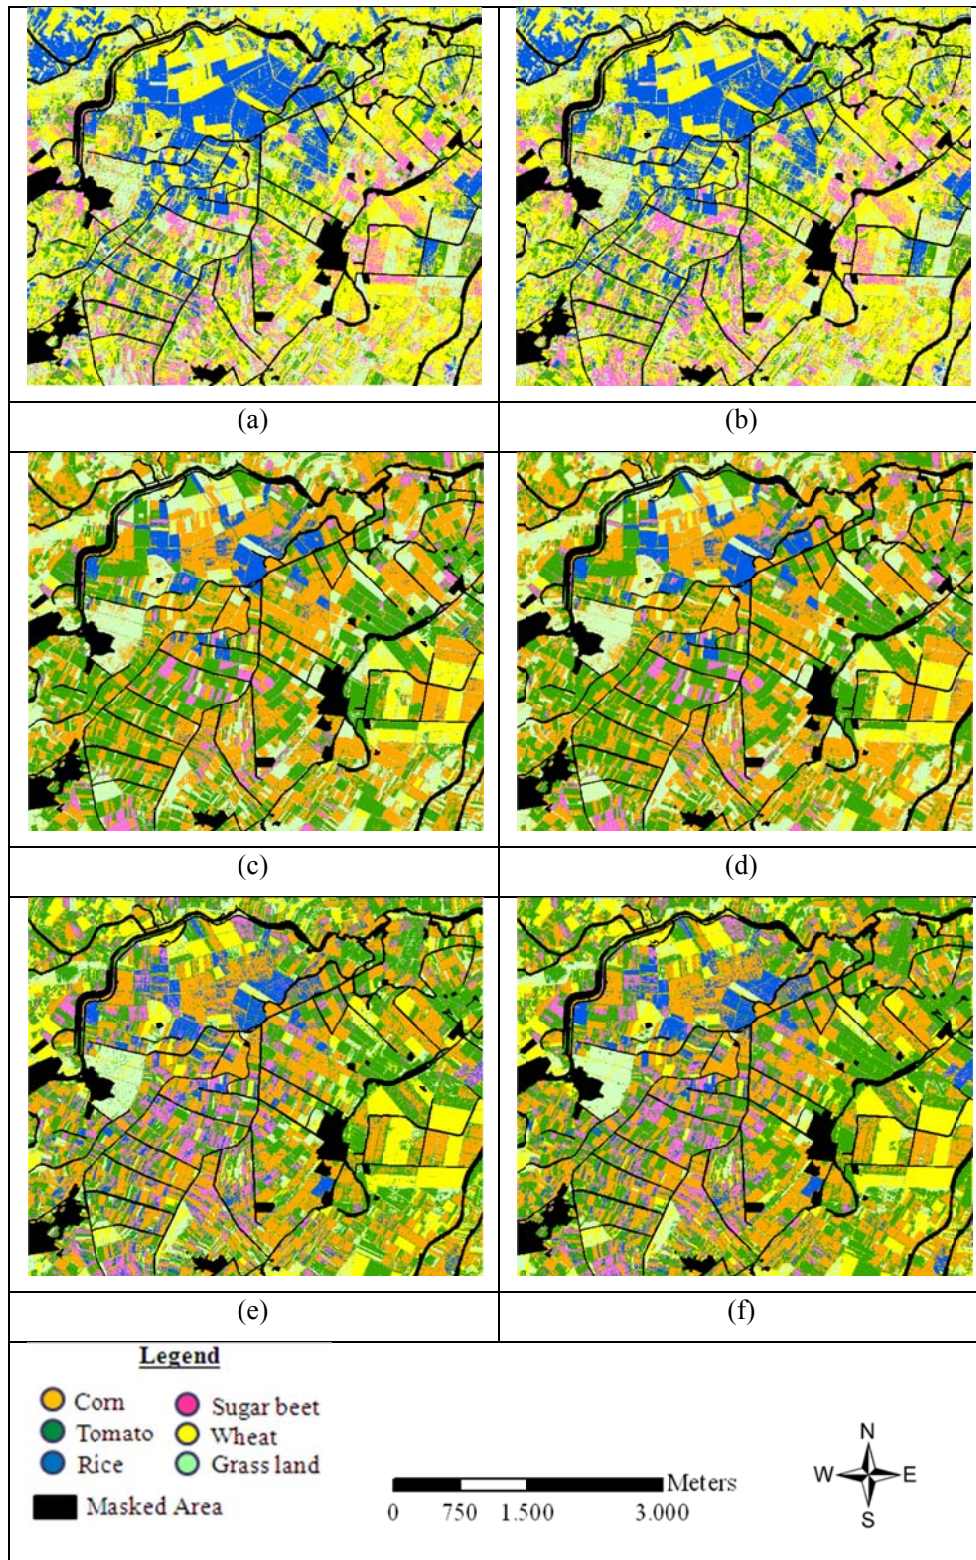 (a) (b)
(c) (d)
(e) (f)
Legend
Corn Sugar beet
Tomato Wheat
Rice Grass land
Masked Area
Meters
0 750 1.500 3.000
N
W E
S